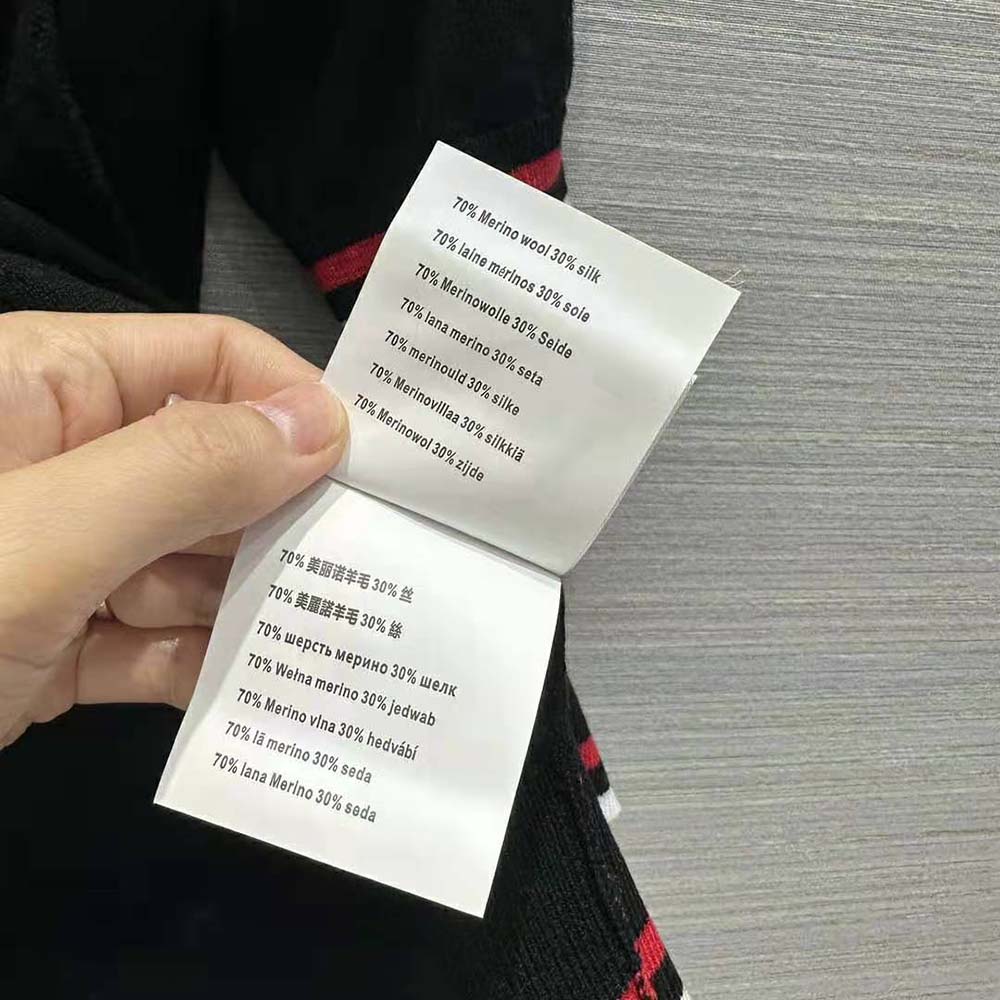 70% Merino wool 30% silk
70% laine mérinos 30% soie
70% Merinowolle 30% Seide
70% lana merino 30% seta
70% merinould 30% silke
70% Merinovillaa 30% silkkiä
70% Merinowol 30% zijde
70% 美丽诺羊毛 30% 丝
70% 美麗諾羊毛 30% 絲
70% шерсть мерино 30% шелк
70% Wełna merino 30% jedwab
70% Merino vlna 30% hedvábí
70% lã merino 30% seda
70% lana Merino 30% seda